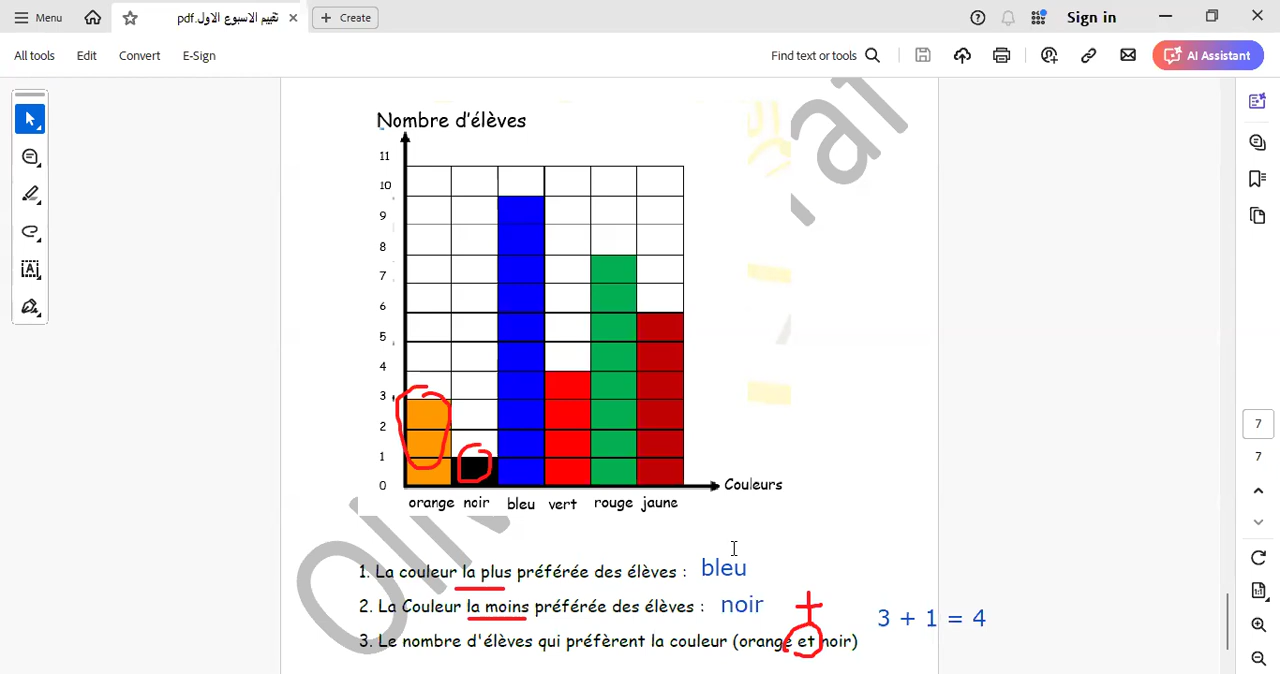 Menu
تقييم الاسبوع الاول.pdf
Create
Sign in
All tools Edit Convert E-Sign
Find text or tools
AI Assistant
Nombre d'élèves
11
10
9
8
7
6
5
4
3
2
1
0
orange noir bleu vert rouge jaune
Couleurs
1. La couleur la plus préférée des élèves : bleu
2. La Couleur la moins préférée des élèves : noir
+
3 + 1 = 4
3. Le nombre d'élèves qui préfèrent la couleur (orange et noir)
7
7